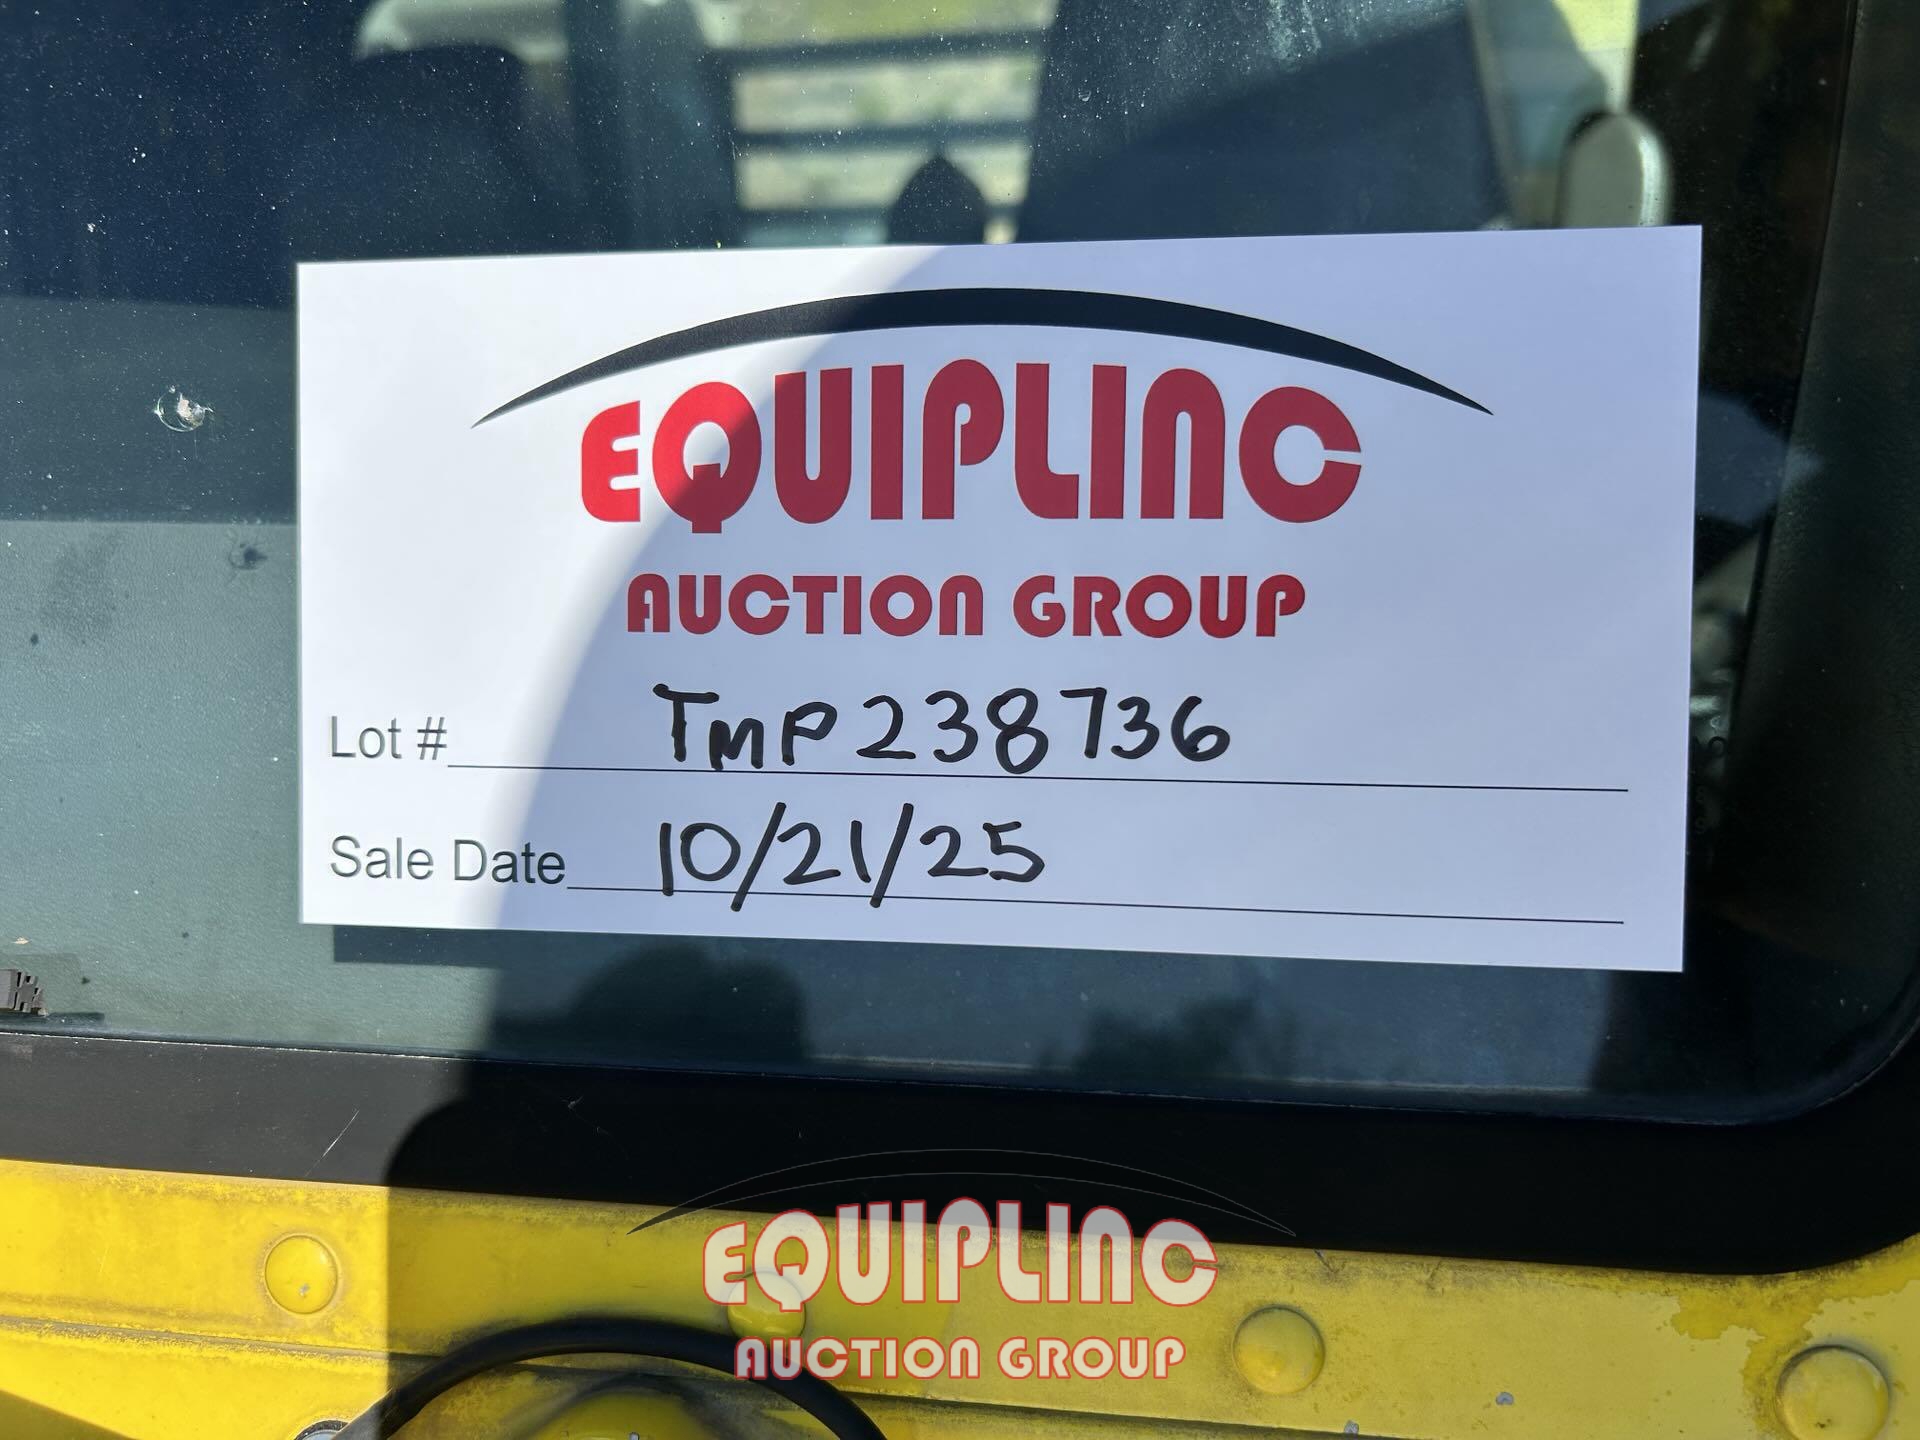 EQUIPLINC
AUCTION GROUP
Lot # TMP238736
Sale Date 10/21/25
EQUIPLINC
AUCTION GROUP